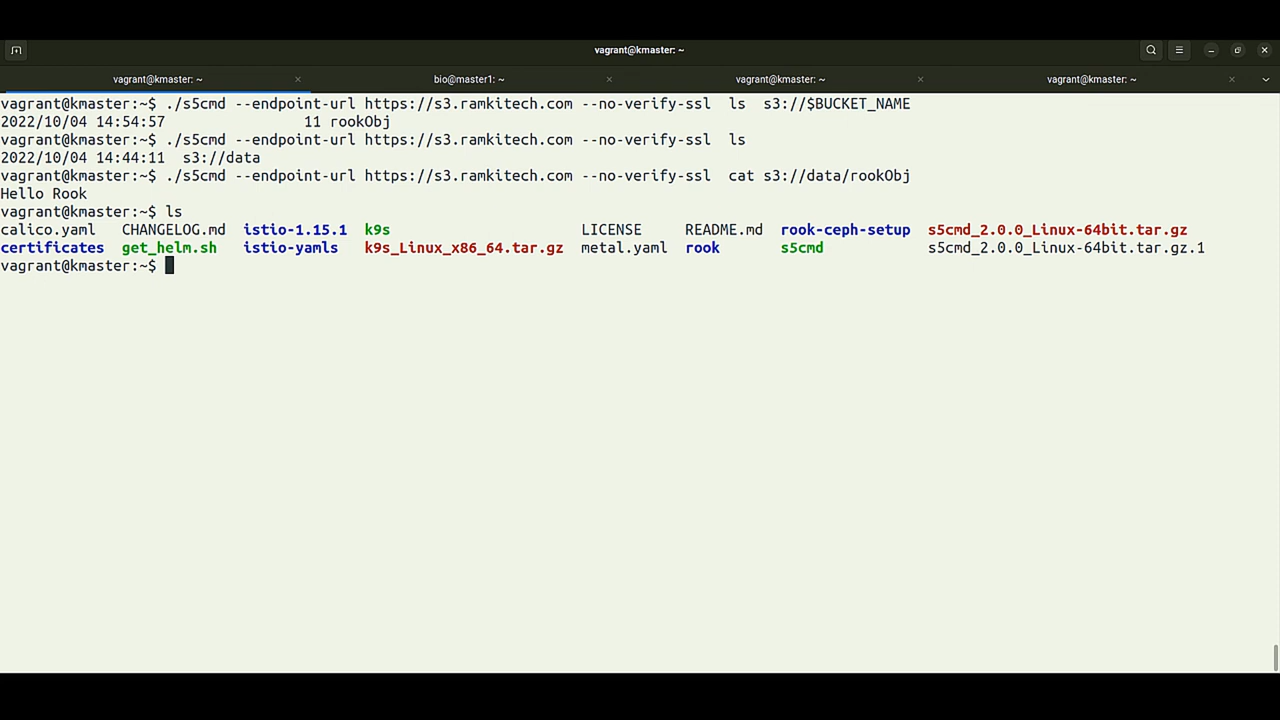 vagrant@kmaster: ~
vagrant@kmaster: ~ bio@master1: ~ vagrant@kmaster: ~ vagrant@kmaster: ~
vagrant@kmaster:~$ ./s5cmd --endpoint-url https://s3.ramkitech.com --no-verify-ssl  ls  s3://$BUCKET_NAME
2022/10/04 14:54:57                11 rookObj
vagrant@kmaster:~$ ./s5cmd --endpoint-url https://s3.ramkitech.com --no-verify-ssl  ls
2022/10/04 14:44:11  s3://data
vagrant@kmaster:~$ ./s5cmd --endpoint-url https://s3.ramkitech.com --no-verify-ssl  cat s3://data/rookObj
Hello Rook
vagrant@kmaster:~$ ls
calico.yaml   CHANGELOG.md  istio-1.15.1  k9s                      LICENSE      README.md  rook-ceph-setup  s5cmd_2.0.0_Linux-64bit.tar.gz
certificates  get_helm.sh   istio-yamls   k9s_Linux_x86_64.tar.gz  metal.yaml  rook       s5cmd            s5cmd_2.0.0_Linux-64bit.tar.gz.1
vagrant@kmaster:~$